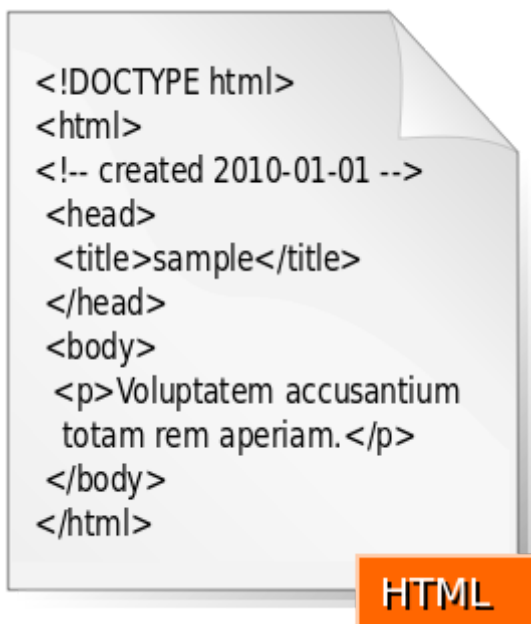 <!DOCTYPE html>
<html>
<!-- created 2010-01-01 -->
<head>
<title>sample</title>
</head>
<body>
<p>Voluptatem accusantium
totam rem aperiam.</p>
</body>
</html>
HTML